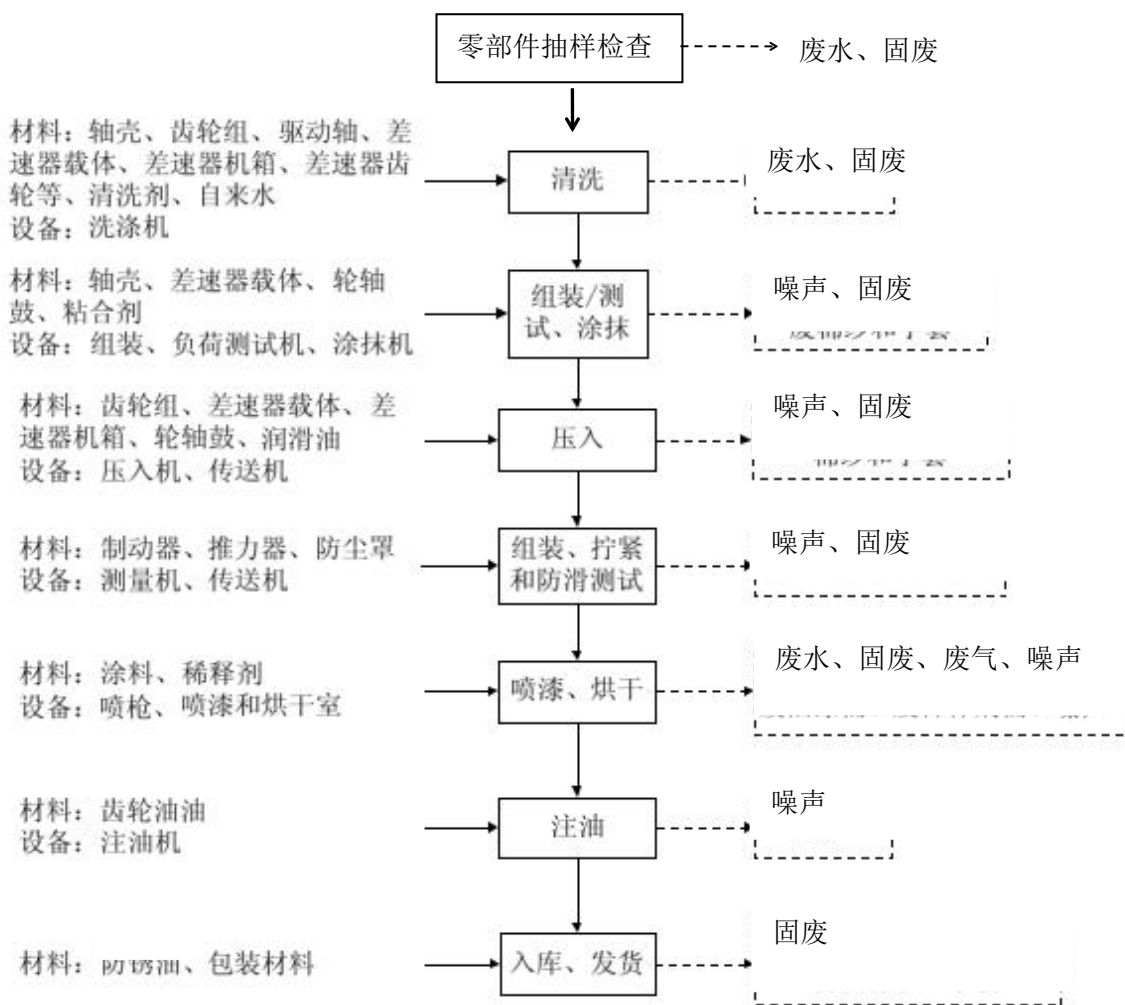 零部件抽样检查
废水、固废
材料：轴壳、齿轮组、驱动轴、差
速器载体、差速器机箱、差速器齿
轮等、清洗剂、自来水
设备：洗涤机
清洗
废水、固废
材料：轴壳、差速器载体、轮轴
鼓、粘合剂
设备：组装、负荷测试机、涂抹机
组装/测
试、涂抹
噪声、固废
材料：齿轮组、差速器载体、差
速器机箱、轮轴鼓、润滑油
设备：压入机、传送机
压入
噪声、固废
材料：制动器、推力器、防尘罩
设备：测量机、传送机
组装、拧紧
和防滑测试
噪声、固废
材料：涂料、稀释剂
设备：喷枪、喷漆和烘干室
喷漆、烘干
废水、固废、废气、噪声
材料：齿轮油油
设备：注油机
注油
噪声
材料：防锈油、包装材料
入库、发货
固废